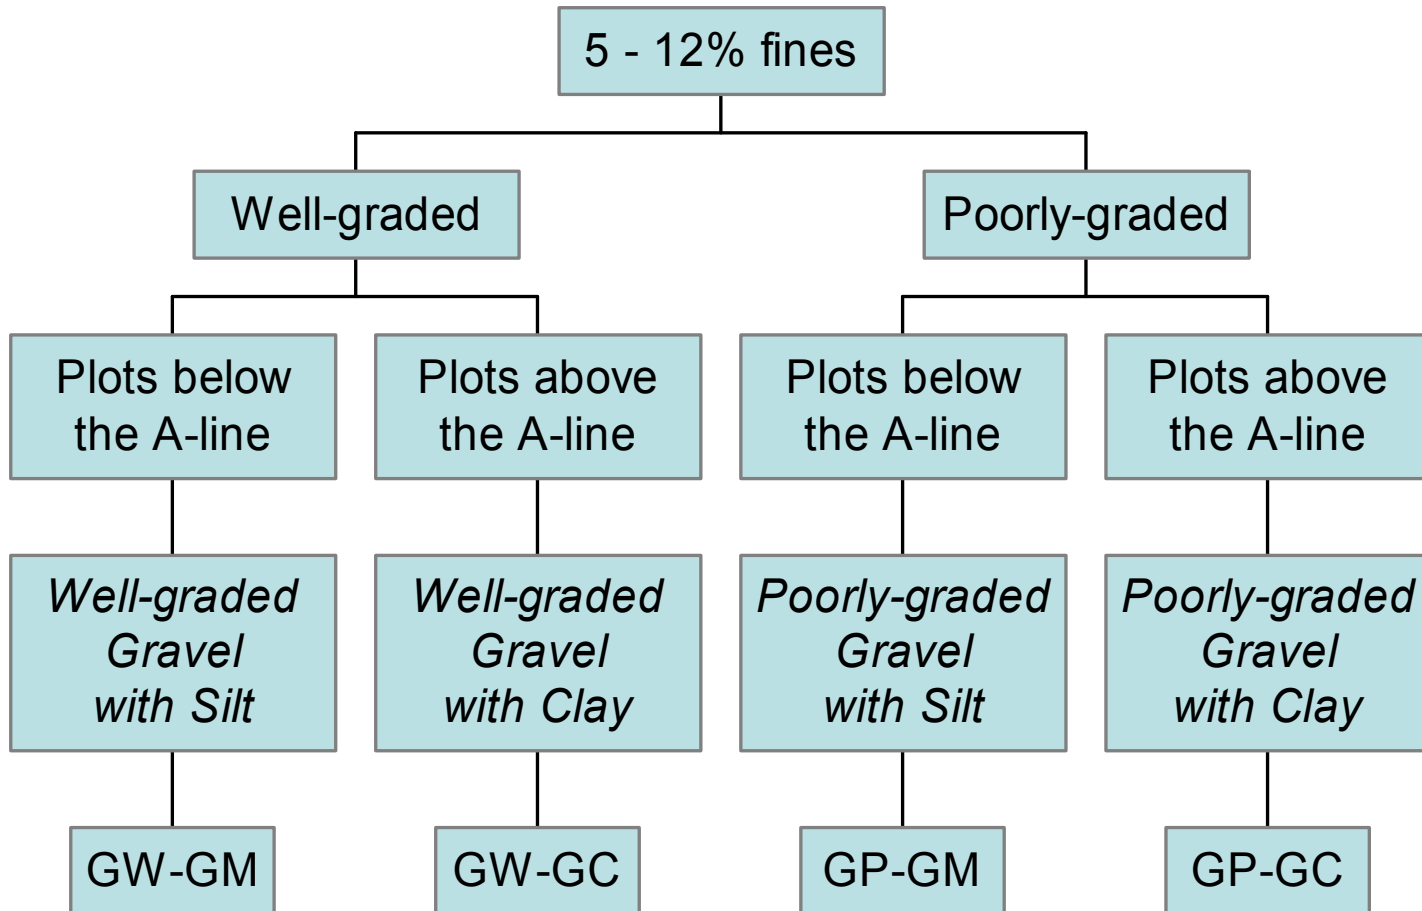 5 - 12% fines
Well-graded
Poorly-graded
Plots below
the A-line
Plots above
the A-line
Plots below
the A-line
Plots above
the A-line
Well-graded
Gravel
with Silt
Well-graded
Gravel
with Clay
Poorly-graded
Gravel
with Silt
Poorly-graded
Gravel
with Clay
GW-GM
GW-GC
GP-GM
GP-GC